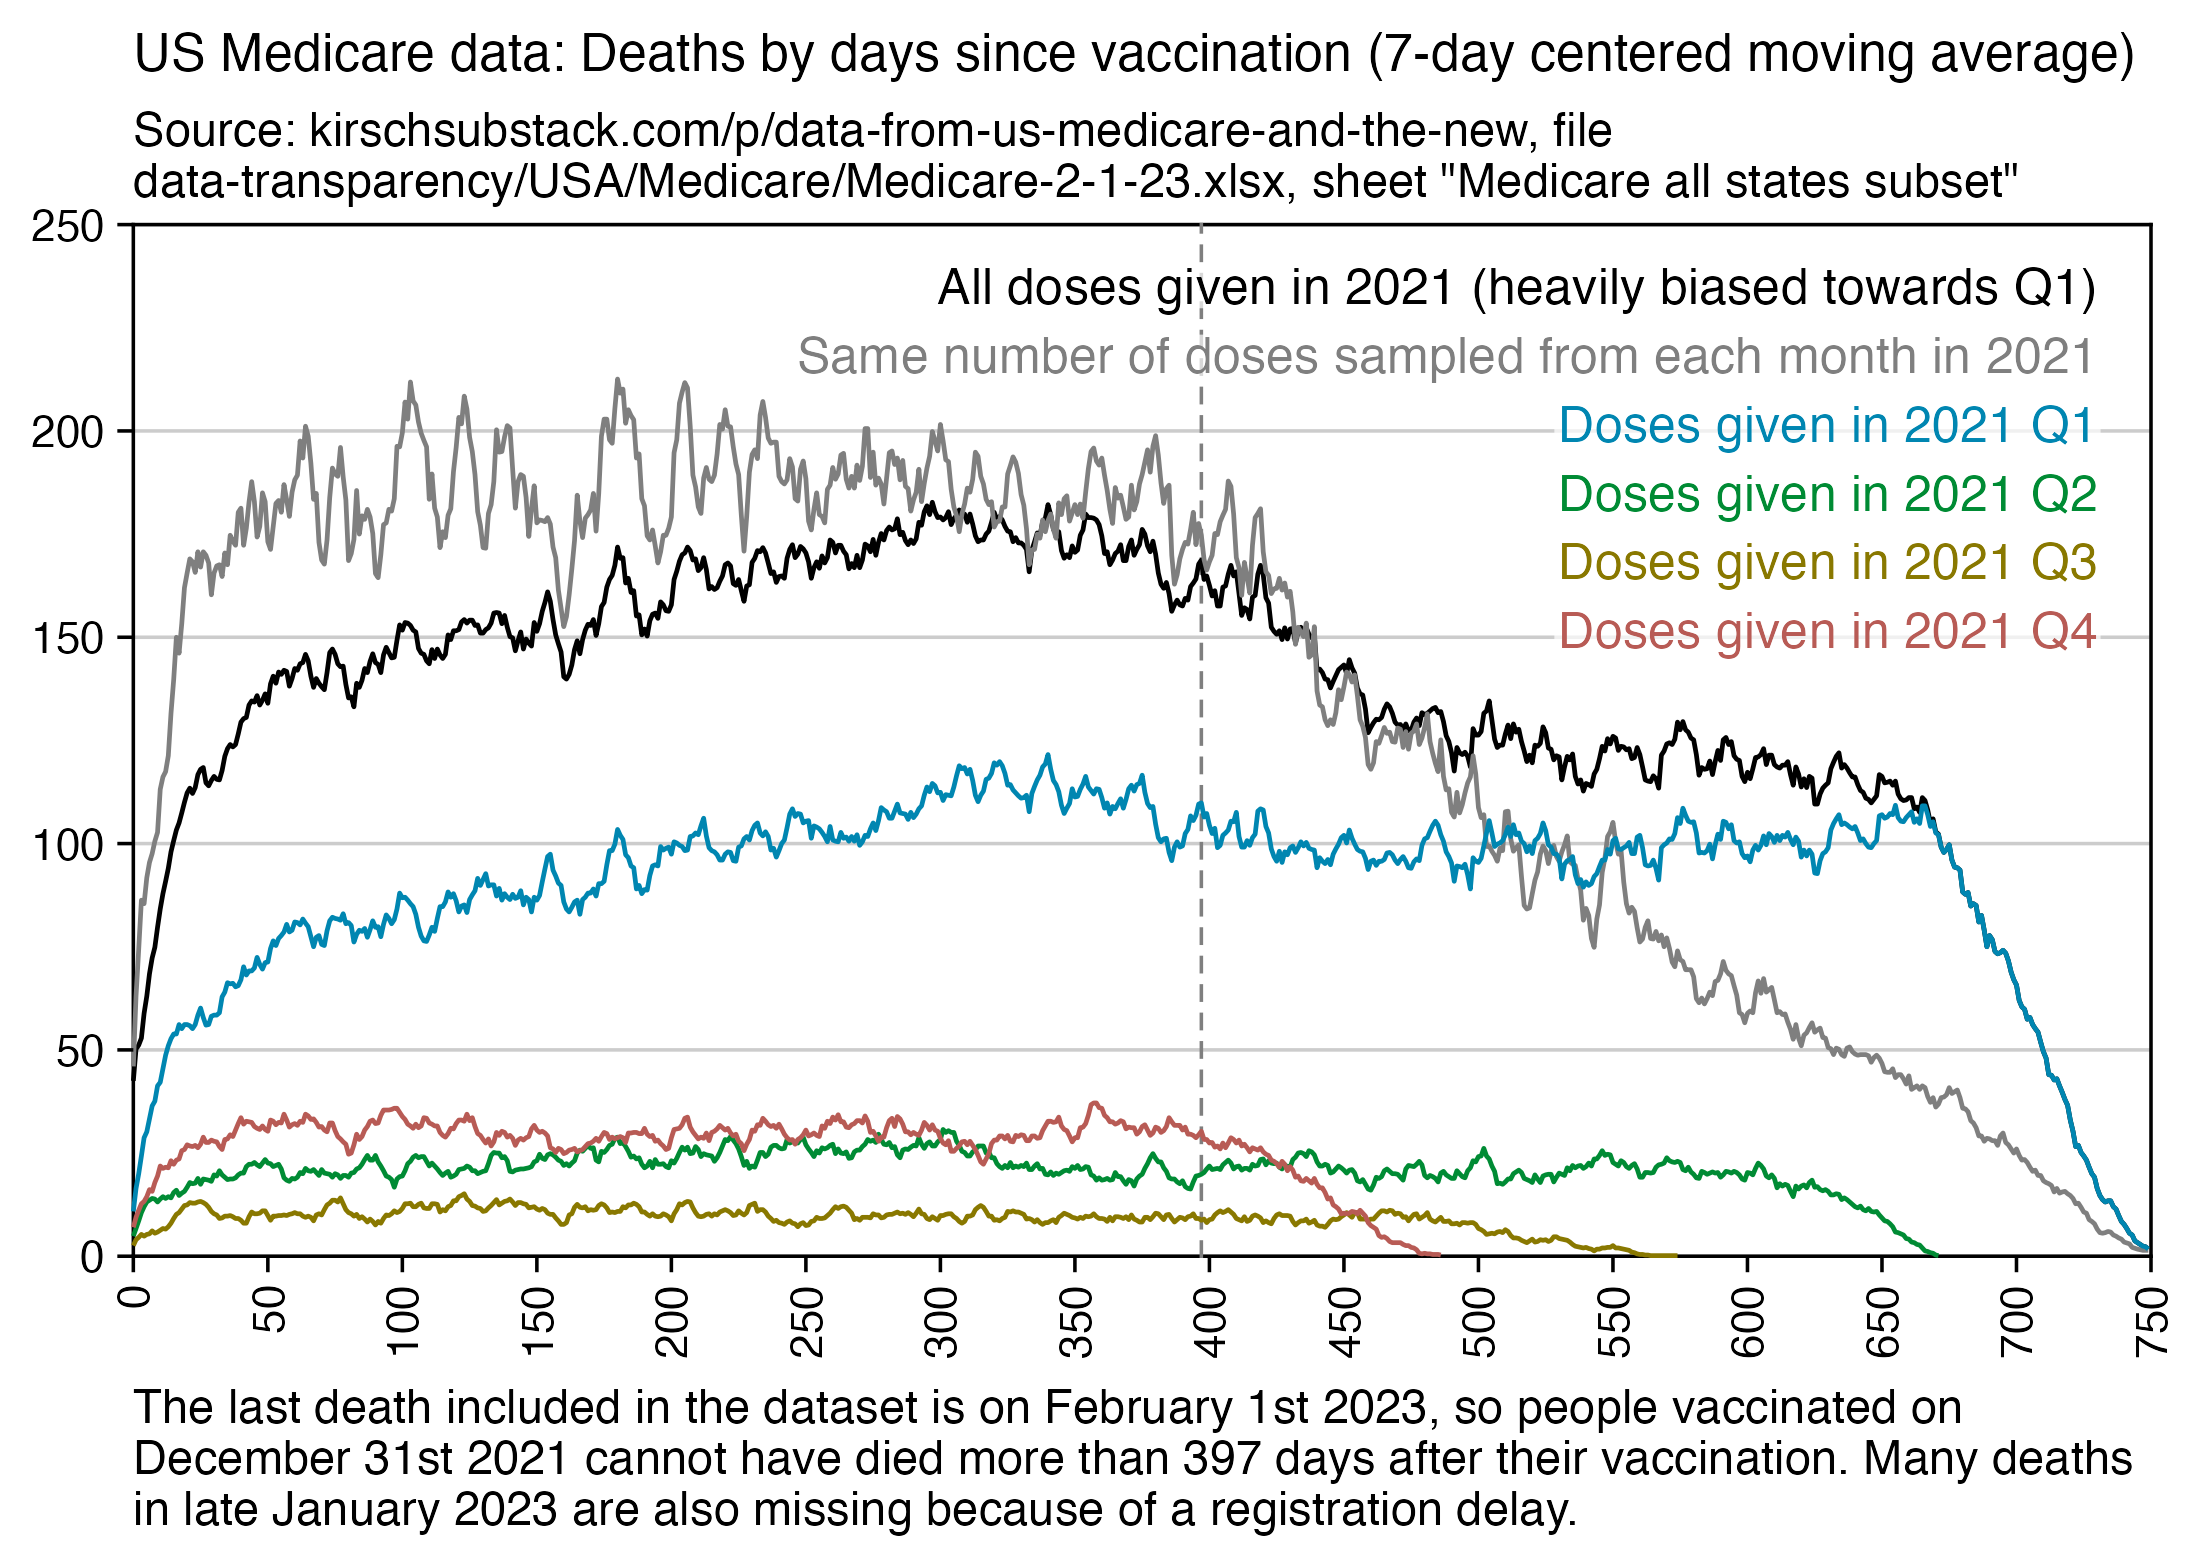 US Medicare data: Deaths by days since vaccination (7-day centered moving average)
Source: kirschsubstack.com/p/data-from-us-medicare-and-the-new, file
data-transparency/USA/Medicare/Medicare-2-1-23.xlsx, sheet "Medicare all states subset"
250
200
150
100
50
0
All doses given in 2021 (heavily biased towards Q1)
Same number of doses sampled from each month in 2021
Doses given in 2021 Q1
Doses given in 2021 Q2
Doses given in 2021 Q3
Doses given in 2021 Q4
0 50 100 150 200 250 300 350 400 450 500 550 600 650 700 750
The last death included in the dataset is on February 1st 2023, so people vaccinated on
December 31st 2021 cannot have died more than 397 days after their vaccination. Many deaths
in late January 2023 are also missing because of a registration delay.